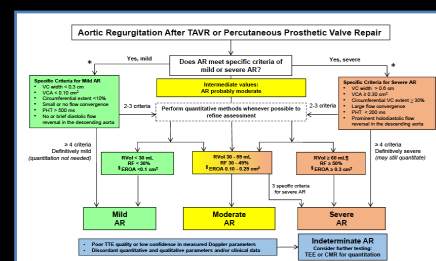 Aortic Regurgitation After TAVR or Percutaneous Prosthetic Valve Repair
Yes, mild
Does AR meet specific criteria of
mild or severe AR?
Yes, severe
*
*
Specific Criteria for Mild AR
• VC width < 0.3 cm
• VCA < 0.10 cm²
• Circumferential extent <10%
• Small or no flow convergence
• PHT > 500 ms
• No or brief diastolic flow
reversal in the descending aorta
Intermediate values:
AR probably moderate
Specific Criteria for Severe AR
• VC width > 0.6 cm
• VCA ≥ 0.30 cm²
• Circumferential VC extent ≥ 30%
• Large flow convergence
• PHT < 200 ms
• Prominent holodiastolic flow
reversal in the descending aorta
2-3 criteria
2-3 criteria
Perform quantitative methods whenever possible to
refine assessment
≥ 4 criteria
Definitively mild
(quantitation not needed)
≥ 4 criteria
Definitively severe
(may still quantitate)
RVol < 30 mL
RF < 30%
§ EROA <0.1 cm²
RVol 30 - 59 mL
RF 30 - 49%
§ EROA 0.10 - 0.29 cm²
RVol ≥ 60 mL¶
RF ≥ 50%
§ EROA ≥ 0.3 cm²
3 specific criteria
for severe AR
Mild
AR
Moderate
AR
Severe
AR
• Poor TTE quality or low confidence in measured Doppler parameters
• Discordant quantitative and qualitative parameters and/or clinical data
Indeterminate AR
Consider further testing:
TEE or CMR for quantitation